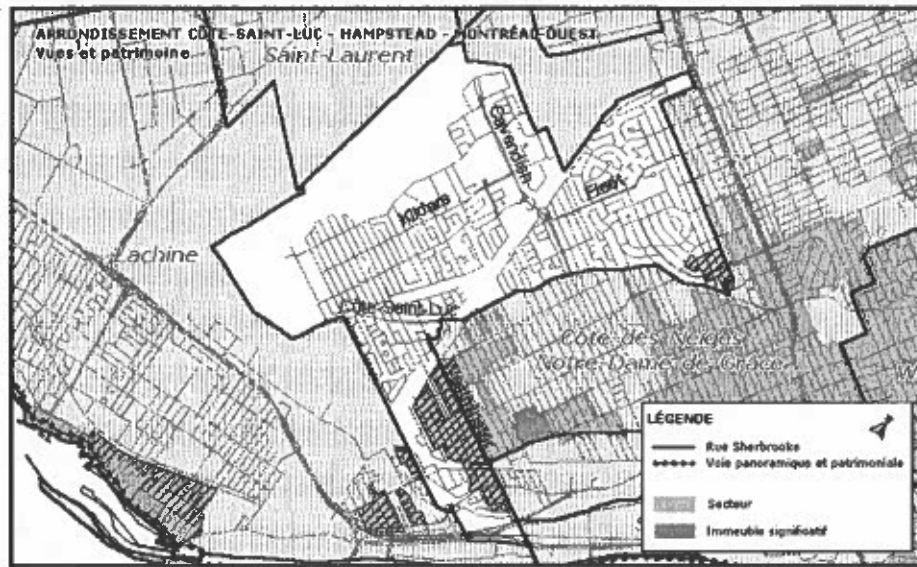 ARRONDISSEMENT CÔTE-SAINT-LUC - HAMPSTEAD - MONTRÉAL-OUEST
Vues et patrimoine
Saint-Laurent
Cavendish
Fleet
Kildare
Lachine
Côte-Saint-Luc
Côte-des-Neiges
Notre-Dame-de-Grâce
W
LÉGENDE
Rue Sherbrooke
Voie panoramique et patrimoniale
Secteur
Immeuble significatif